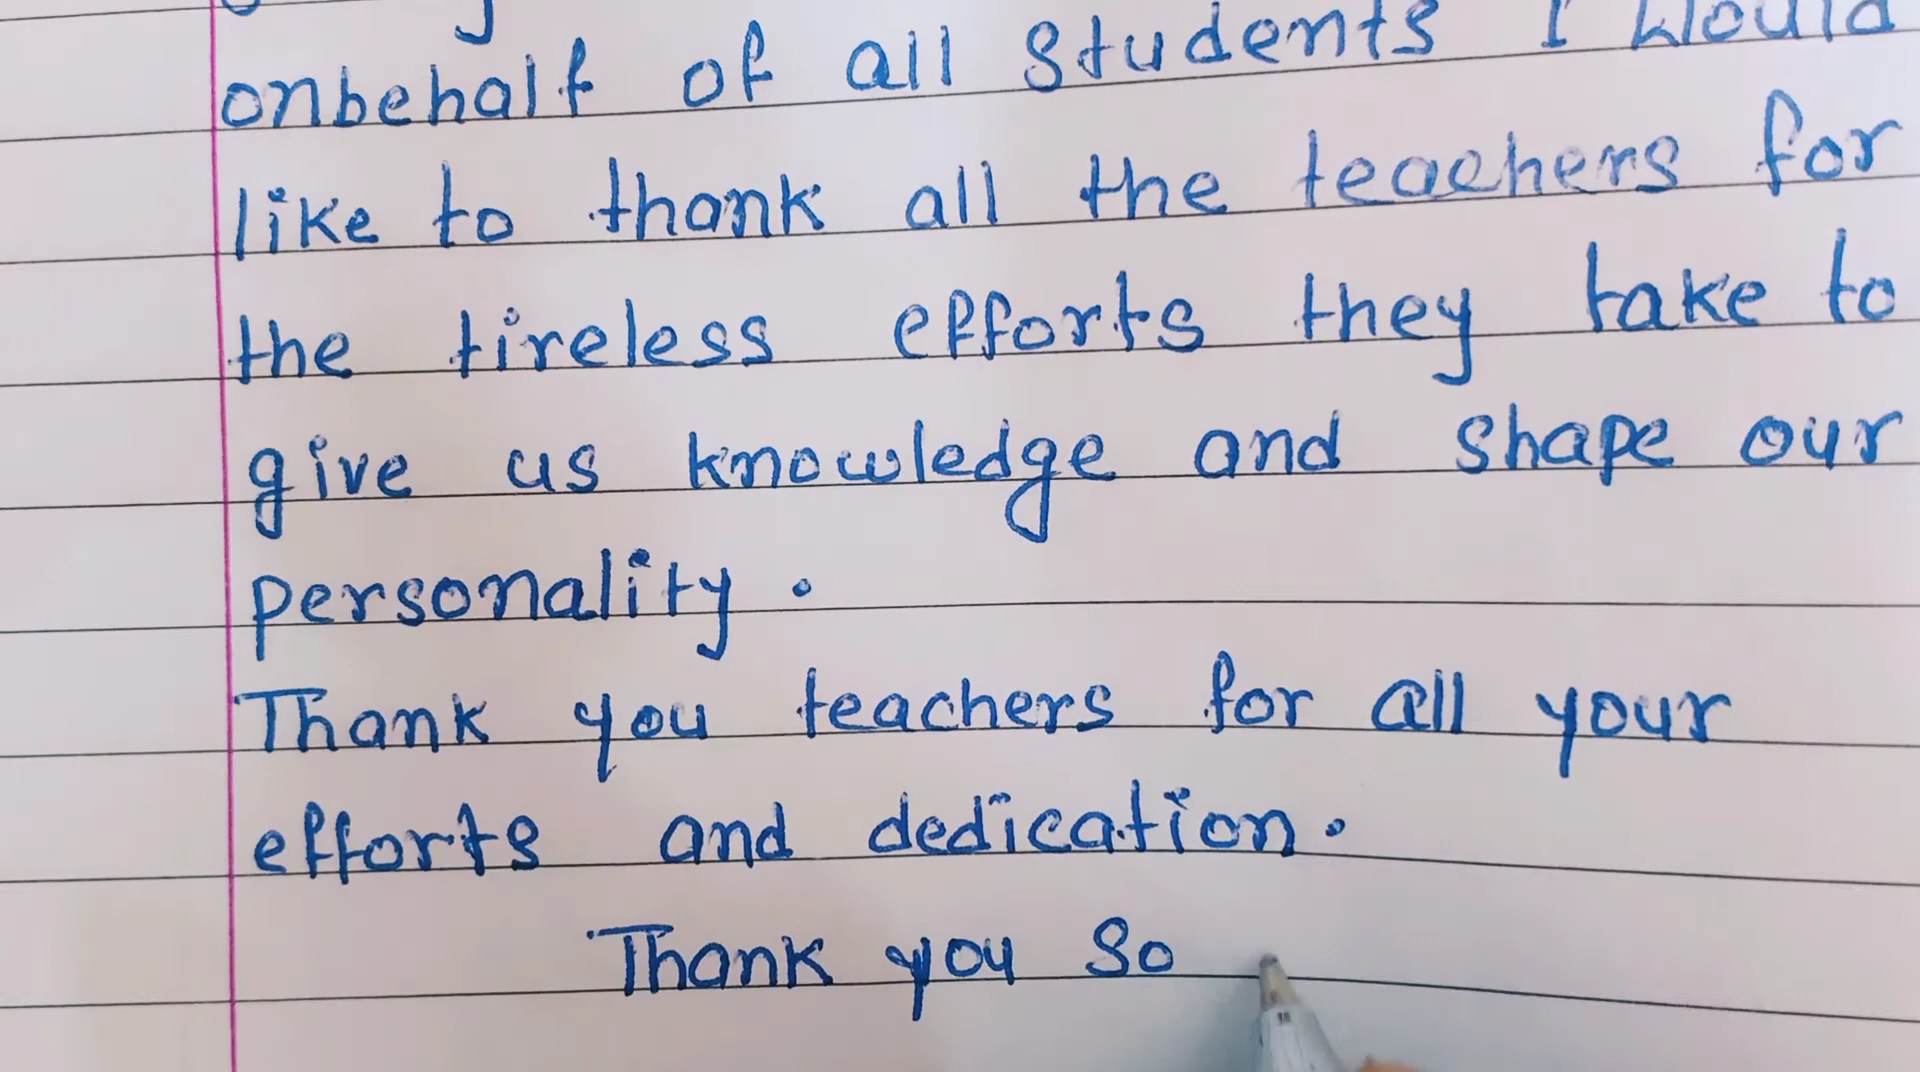 onbehalf of all students I would
like to thank all the teachers for
the tireless efforts they take to
give us knowledge and shape our
personality.
Thank you teachers for all your
efforts and dedication.
Thank you so